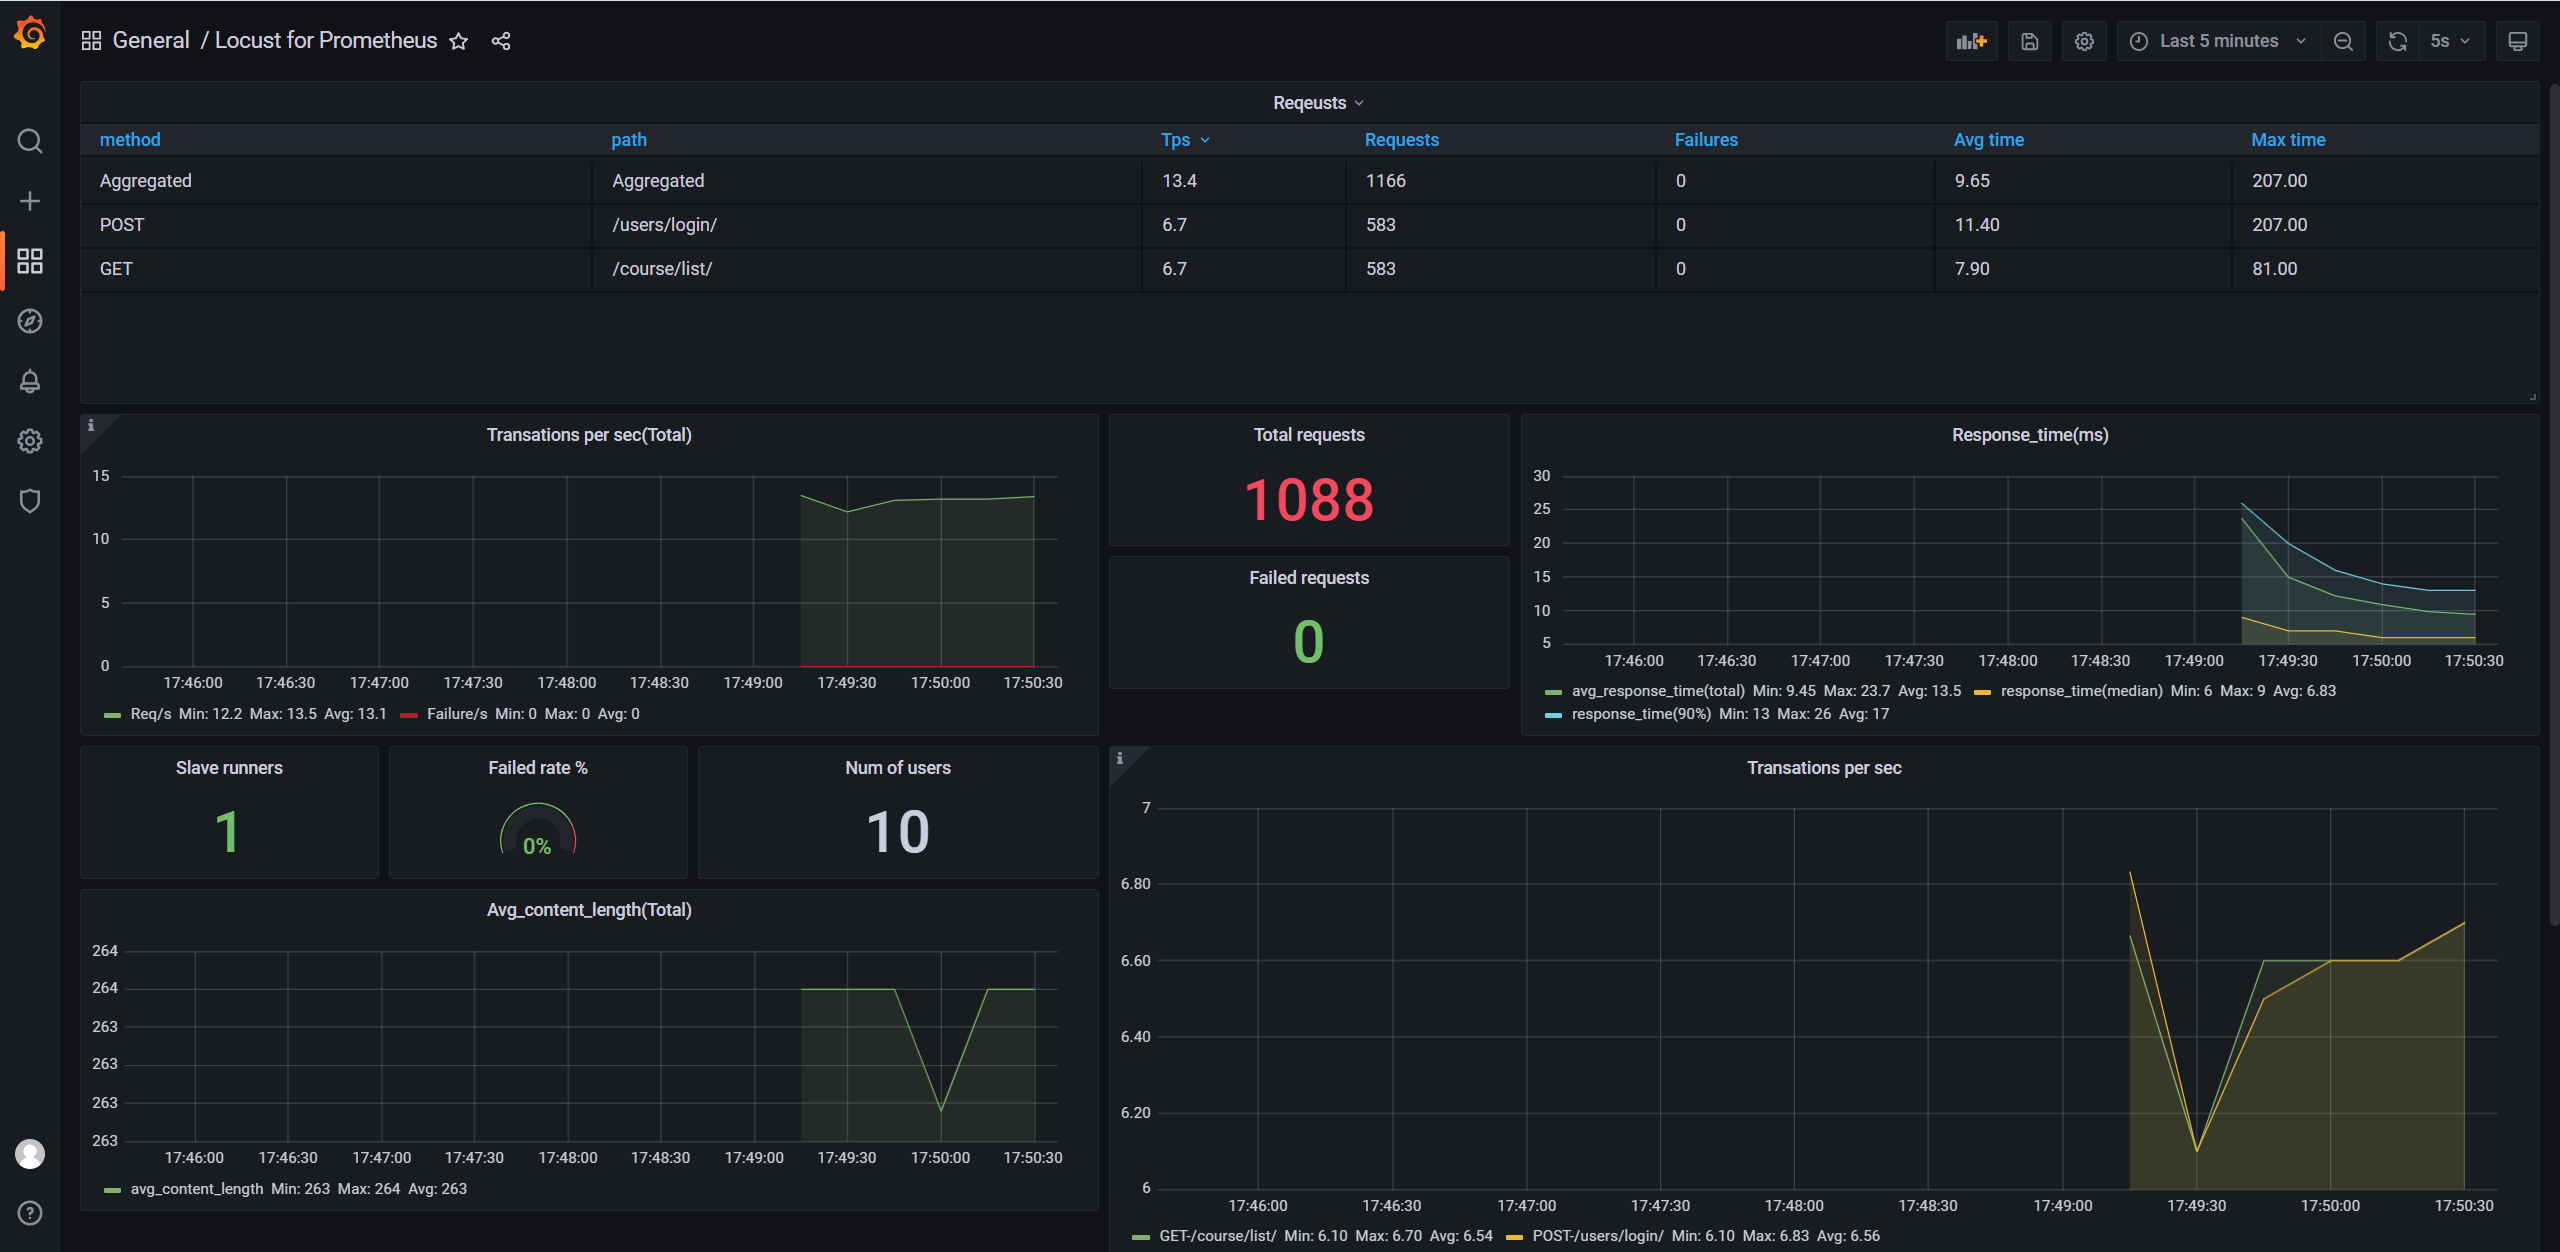 General / Locust for Prometheus
Last 5 minutes
5s
Reqeusts
method path Tps Requests Failures Avg time Max time
Aggregated Aggregated 13.4 1166 0 9.65 207.00
POST /users/login/ 6.7 583 0 11.40 207.00
GET /course/list/ 6.7 583 0 7.90 81.00
Transations per sec(Total)
15
10
5
0
17:46:00 17:46:30 17:47:00 17:47:30 17:48:00 17:48:30 17:49:00 17:49:30 17:50:00 17:50:30
Req/s Min: 12.2 Max: 13.5 Avg: 13.1 Failure/s Min: 0 Max: 0 Avg: 0
Total requests
1088
Failed requests
0
Response_time(ms)
30
25
20
15
10
5
17:46:00 17:46:30 17:47:00 17:47:30 17:48:00 17:48:30 17:49:00 17:49:30 17:50:00 17:50:30
avg_response_time(total) Min: 9.45 Max: 23.7 Avg: 13.5 response_time(median) Min: 6 Max: 9 Avg: 6.83
response_time(90%) Min: 13 Max: 26 Avg: 17
Slave runners
1
Failed rate %
0%
Num of users
10
Avg_content_length(Total)
264
264
263
263
263
263
17:46:00 17:46:30 17:47:00 17:47:30 17:48:00 17:48:30 17:49:00 17:49:30 17:50:00 17:50:30
avg_content_length Min: 263 Max: 264 Avg: 263
Transations per sec
7
6.80
6.60
6.40
6.20
6
17:46:00 17:46:30 17:47:00 17:47:30 17:48:00 17:48:30 17:49:00 17:49:30 17:50:00 17:50:30
GET-/course/list/ Min: 6.10 Max: 6.70 Avg: 6.54 POST-/users/login/ Min: 6.10 Max: 6.83 Avg: 6.56